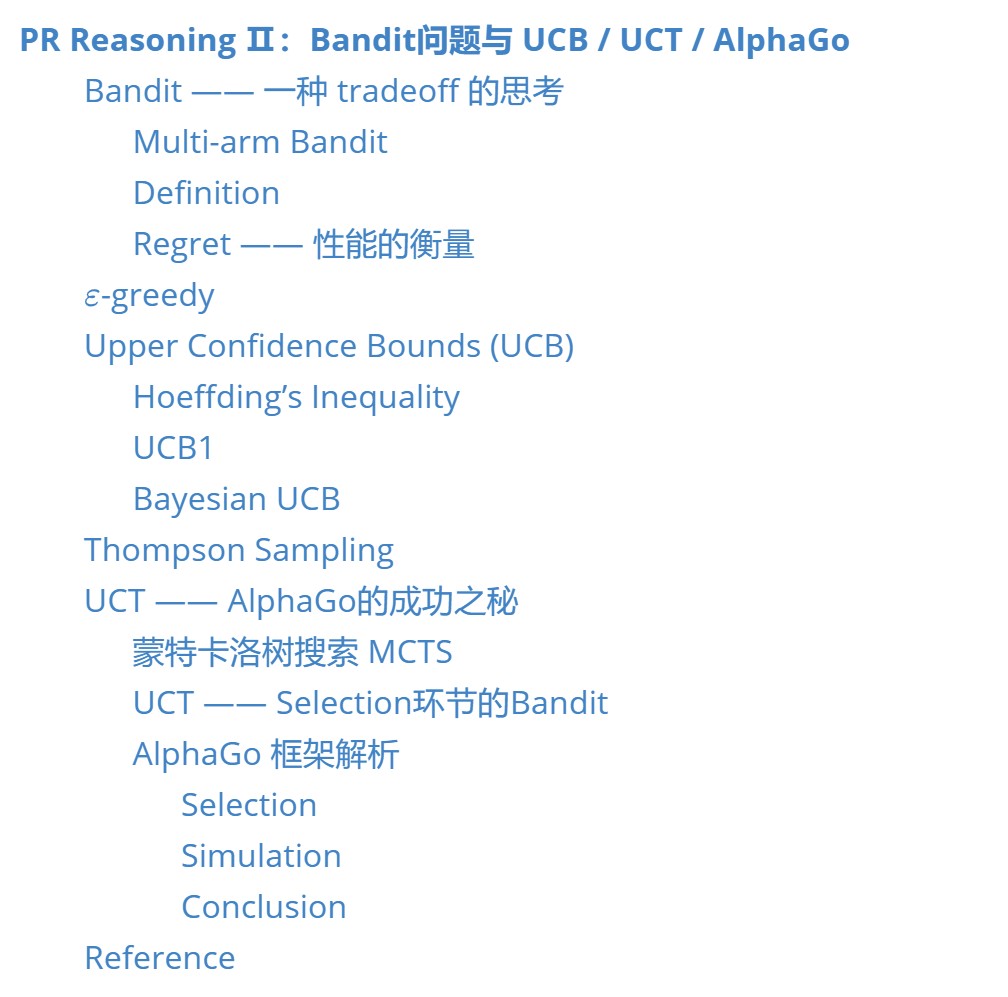 PR Reasoning Ⅱ：Bandit问题与 UCB / UCT / AlphaGo
Bandit —— 一种 tradeoff 的思考
Multi-arm Bandit
Definition
Regret —— 性能的衡量
ε-greedy
Upper Confidence Bounds (UCB)
Hoeffding’s Inequality
UCB1
Bayesian UCB
Thompson Sampling
UCT —— AlphaGo的成功之秘
蒙特卡洛树搜索 MCTS
UCT —— Selection环节的Bandit
AlphaGo 框架解析
Selection
Simulation
Conclusion
Reference